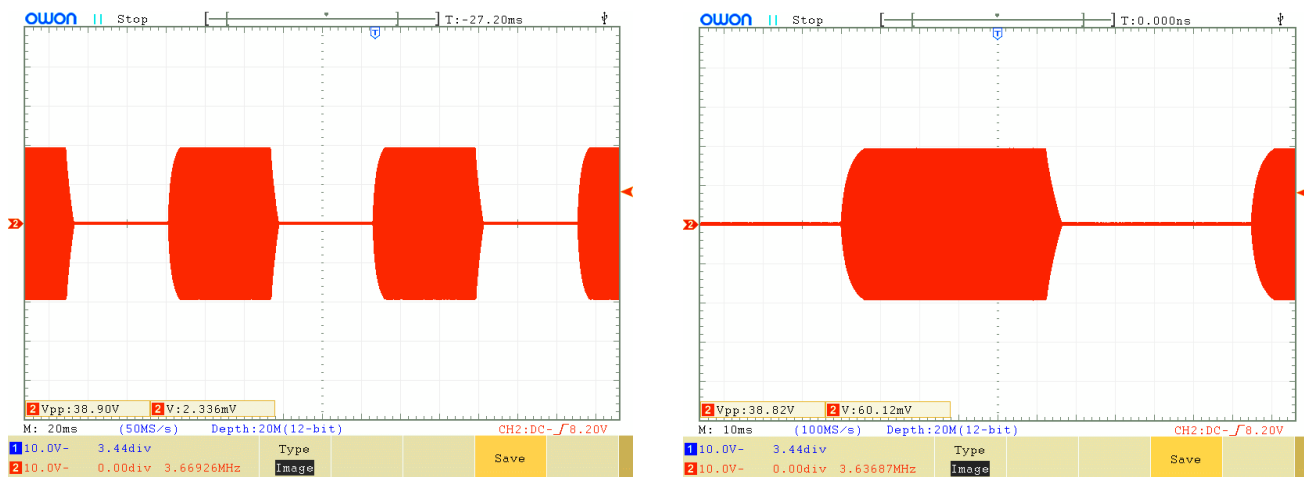 owon Stop T:-27.20ms
T
2
2 Vpp:38.90V 2 V:2.336mV
M: 20ms (50MS/s) Depth:20M(12-bit) CH2:DC-8.20V
1 10.0V- 3.44div Type
2 10.0V- 0.00div 3.66926MHz Image
Save
owon Stop T:0.000ns
T
2
2 Vpp:38.82V 2 V:60.12mV
M: 10ms (100MS/s) Depth:20M(12-bit) CH2:DC-8.20V
1 10.0V- 3.44div Type
2 10.0V- 0.00div 3.63687MHz Image
Save